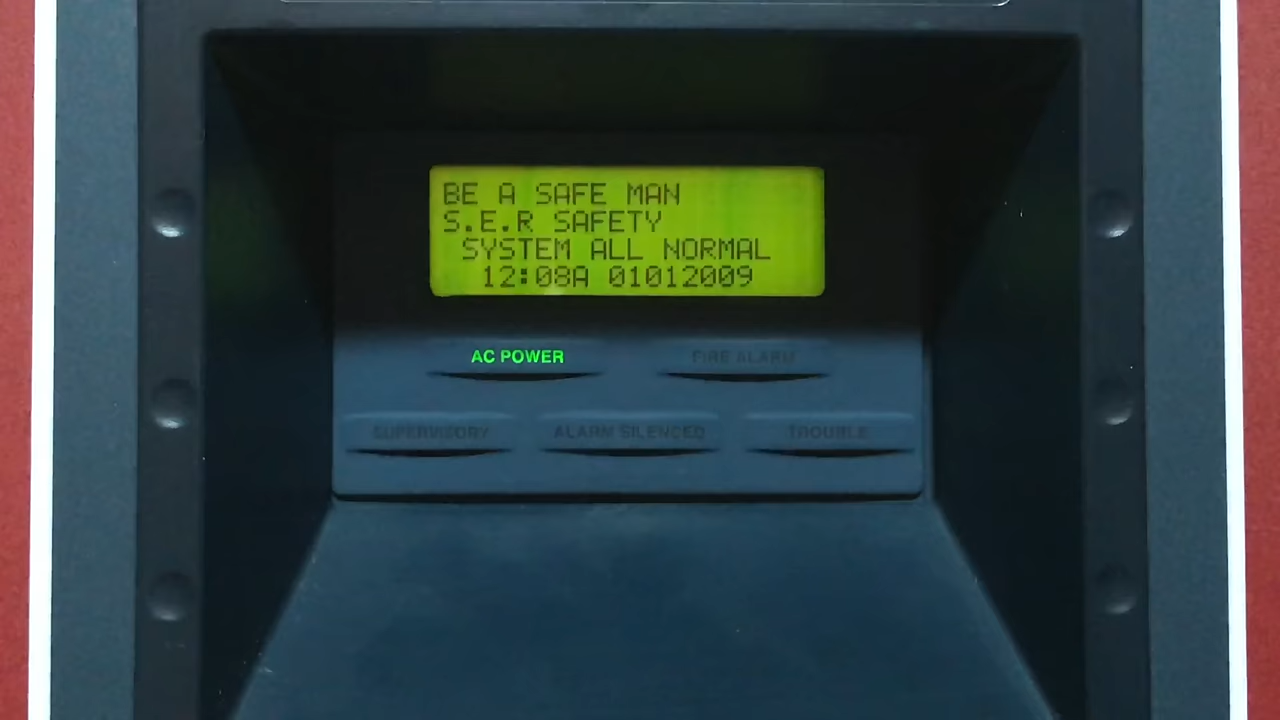 BE A SAFE MAN
S.E.R SAFETY
SYSTEM ALL NORMAL
12:08A 01012009
AC POWER
FIRE ALARM
SUPERVISORY
ALARM SILENCED
TROUBLE